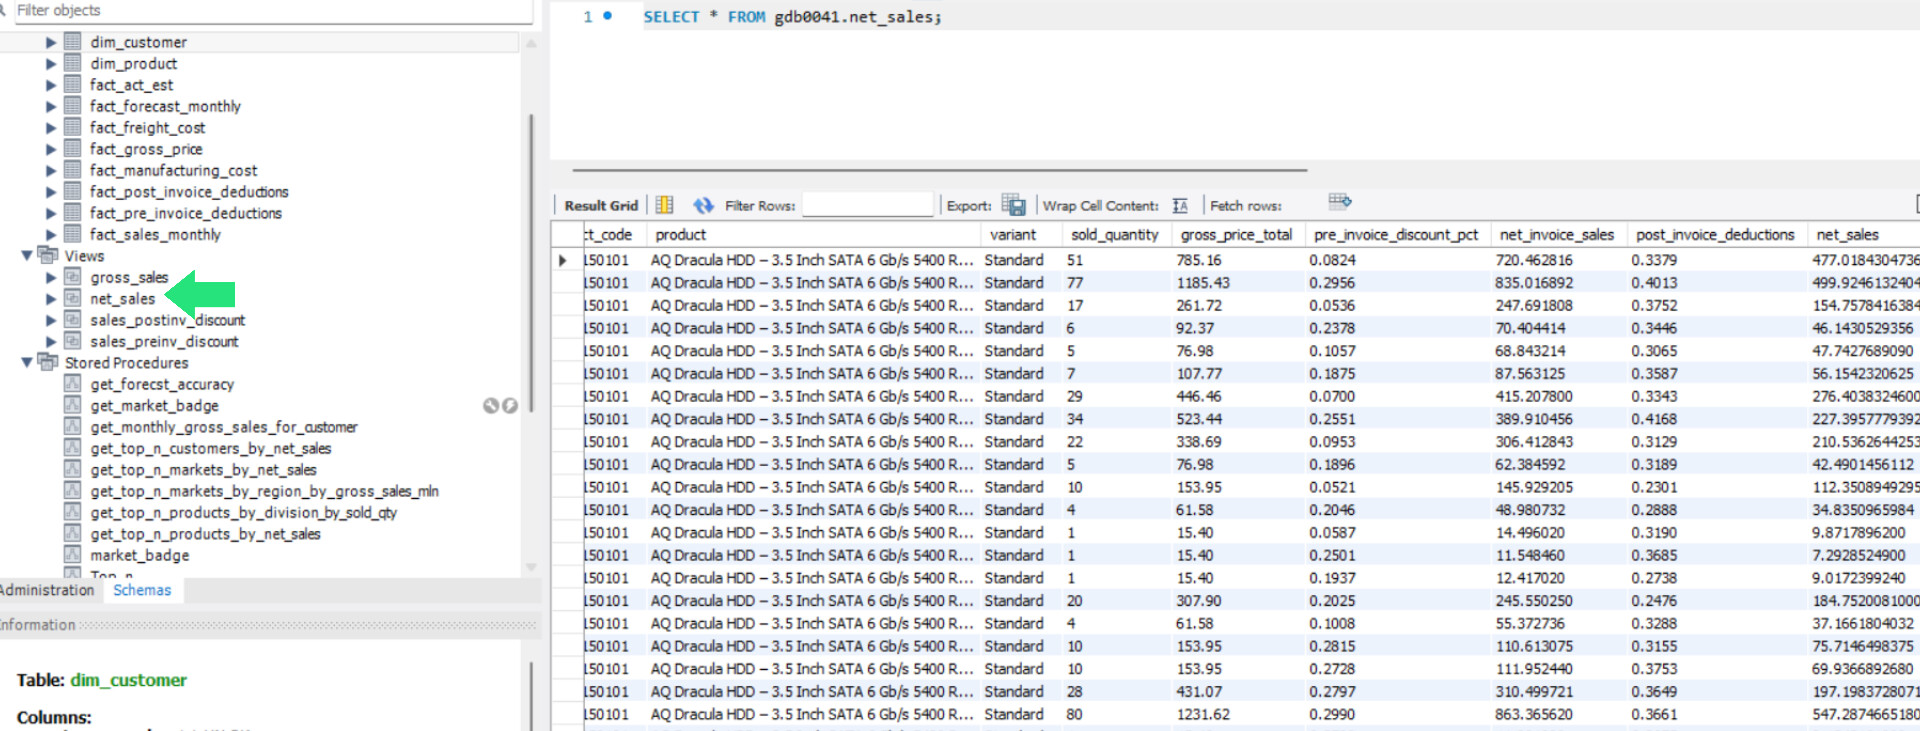 Filter objects
dim_customer
dim_product
fact_act_est
fact_forecast_monthly
fact_freight_cost
fact_gross_price
fact_manufacturing_cost
fact_post_invoice_deductions
fact_pre_invoice_deductions
fact_sales_monthly
Views
gross_sales
net_sales
sales_postinv_discount
sales_preinv_discount
Stored Procedures
get_forecst_accuracy
get_market_badge
get_monthly_gross_sales_for_customer
get_top_n_customers_by_net_sales
get_top_n_markets_by_net_sales
get_top_n_markets_by_region_by_gross_sales_mln
get_top_n_products_by_division_by_sold_qty
get_top_n_products_by_net_sales
market_badge
Top_n
Administration Schemas
Information
Table: dim_customer
Columns:
1 SELECT * FROM gdb0041.net_sales;
Result Grid Filter Rows: Export: Wrap Cell Content: IA Fetch rows:
ct_code product variant sold_quantity gross_price_total pre_invoice_discount_pct net_invoice_sales post_invoice_deductions net_sales
150101 AQ Dracula HDD – 3.5 Inch SATA 6 Gb/s 5400 R... Standard 51 785.16 0.0824 720.462816 0.3379 477.0184304736
150101 AQ Dracula HDD – 3.5 Inch SATA 6 Gb/s 5400 R... Standard 77 1185.43 0.2956 835.016892 0.4013 499.9246132404
150101 AQ Dracula HDD – 3.5 Inch SATA 6 Gb/s 5400 R... Standard 17 261.72 0.0536 247.691808 0.3752 154.7578416384
150101 AQ Dracula HDD – 3.5 Inch SATA 6 Gb/s 5400 R... Standard 6 92.37 0.2378 70.404414 0.3446 46.1430529356
150101 AQ Dracula HDD – 3.5 Inch SATA 6 Gb/s 5400 R... Standard 5 76.98 0.1057 68.843214 0.3065 47.7427689090
150101 AQ Dracula HDD – 3.5 Inch SATA 6 Gb/s 5400 R... Standard 7 107.77 0.1875 87.563125 0.3587 56.1542320625
150101 AQ Dracula HDD – 3.5 Inch SATA 6 Gb/s 5400 R... Standard 29 446.46 0.0700 415.207800 0.3343 276.4038324600
150101 AQ Dracula HDD – 3.5 Inch SATA 6 Gb/s 5400 R... Standard 34 523.44 0.2551 389.910456 0.4168 227.3957779392
150101 AQ Dracula HDD – 3.5 Inch SATA 6 Gb/s 5400 R... Standard 22 338.69 0.0953 306.412843 0.3129 210.5362644253
150101 AQ Dracula HDD – 3.5 Inch SATA 6 Gb/s 5400 R... Standard 5 76.98 0.1896 62.384592 0.3189 42.4901456112
150101 AQ Dracula HDD – 3.5 Inch SATA 6 Gb/s 5400 R... Standard 10 153.95 0.0521 145.929205 0.2301 112.3508949295
150101 AQ Dracula HDD – 3.5 Inch SATA 6 Gb/s 5400 R... Standard 4 61.58 0.2046 48.980732 0.2888 34.8350965984
150101 AQ Dracula HDD – 3.5 Inch SATA 6 Gb/s 5400 R... Standard 1 15.40 0.0587 14.496020 0.3190 9.8717896200
150101 AQ Dracula HDD – 3.5 Inch SATA 6 Gb/s 5400 R... Standard 1 15.40 0.2501 11.548460 0.3685 7.2928524900
150101 AQ Dracula HDD – 3.5 Inch SATA 6 Gb/s 5400 R... Standard 1 15.40 0.1937 12.417020 0.2738 9.0172399240
150101 AQ Dracula HDD – 3.5 Inch SATA 6 Gb/s 5400 R... Standard 20 307.90 0.2025 245.550250 0.2476 184.7520081000
150101 AQ Dracula HDD – 3.5 Inch SATA 6 Gb/s 5400 R... Standard 4 61.58 0.1008 55.372736 0.3288 37.1661804032
150101 AQ Dracula HDD – 3.5 Inch SATA 6 Gb/s 5400 R... Standard 10 153.95 0.2815 110.613075 0.3155 75.7146498375
150101 AQ Dracula HDD – 3.5 Inch SATA 6 Gb/s 5400 R... Standard 10 153.95 0.2728 111.952440 0.3753 69.9366892680
150101 AQ Dracula HDD – 3.5 Inch SATA 6 Gb/s 5400 R... Standard 28 431.07 0.2797 310.499721 0.3649 197.1983728071
150101 AQ Dracula HDD – 3.5 Inch SATA 6 Gb/s 5400 R... Standard 80 1231.62 0.2990 863.365620 0.3661 547.2874665180